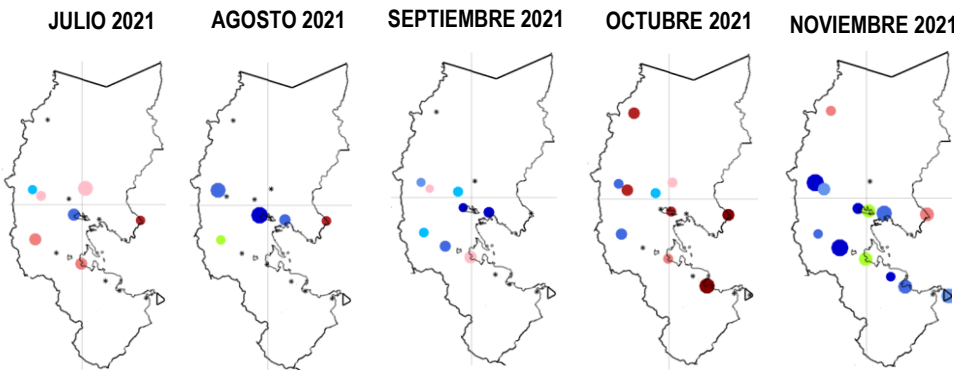 JULIO 2021
AGOSTO 2021
SEPTIEMBRE 2021
OCTUBRE 2021
NOVIEMBRE 2021